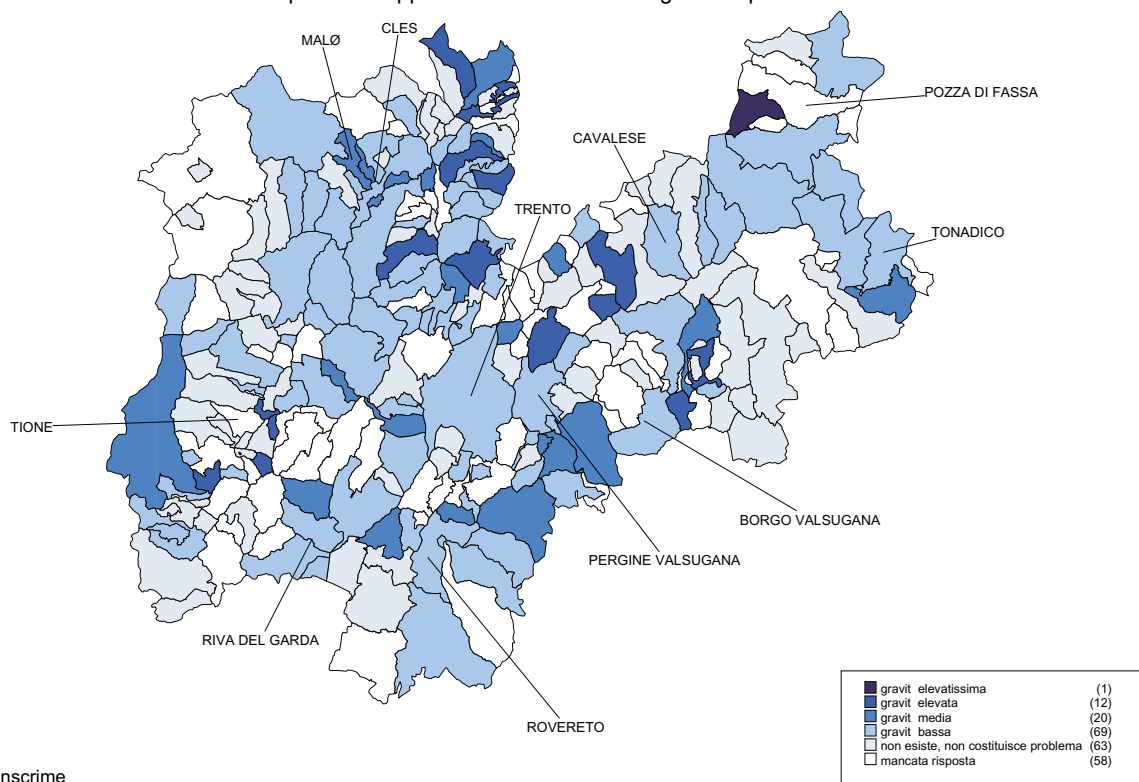 CLES
MALØ
POZZA DI FASSA
CAVALESE
TRENTO
TONADICO
TIONE
BORGO VALSUGANA
PERGINE VALSUGANA
RIVA DEL GARDA
ROVERETO
gravit elevatissima (1)
gravit elevata (12)
gravit media (20)
gravit bassa (69)
non esiste, non costituisce problema (63)
mancata risposta (58)
nscrime